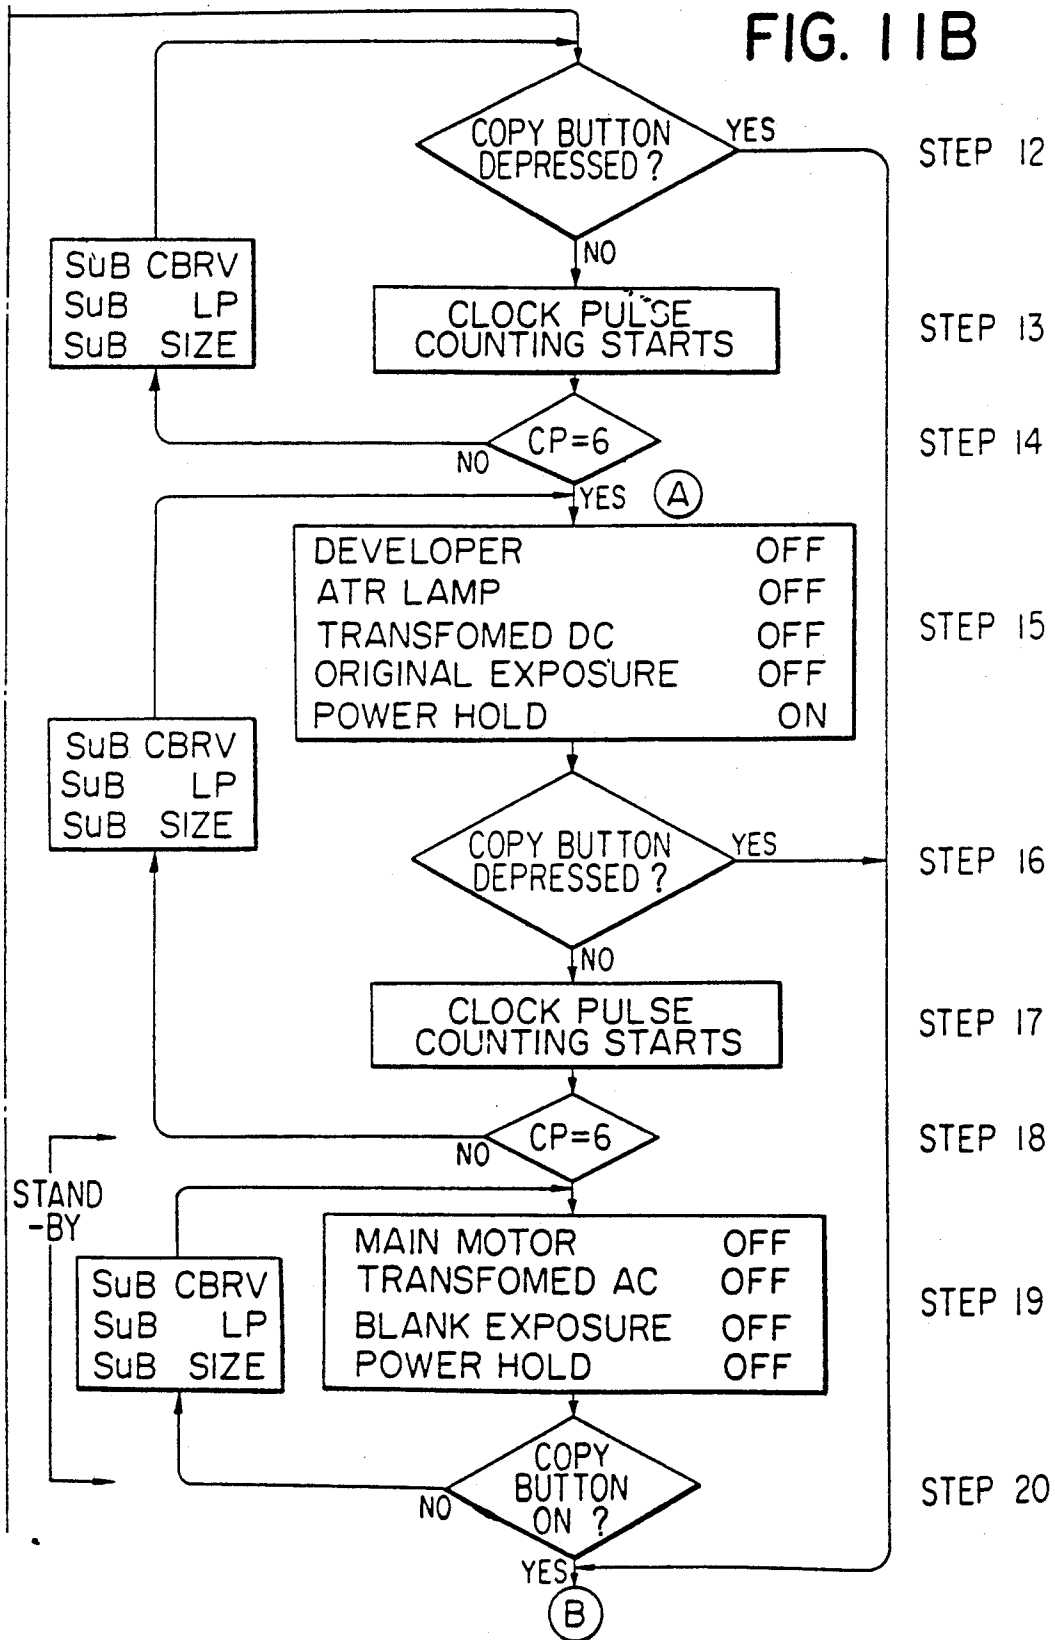 FIG. 11B
COPY BUTTON
DEPRESSED ?
YES
STEP 12
NO
SuB CBRV
SuB LP
SuB SIZE
CLOCK PULSE
COUNTING STARTS
STEP 13
CP=6
NO
STEP 14
YES
A
DEVELOPER OFF
ATR LAMP OFF
TRANSFOMED DC OFF
ORIGINAL EXPOSURE OFF
POWER HOLD ON
STEP 15
SuB CBRV
SuB LP
SuB SIZE
COPY BUTTON
DEPRESSED ?
YES
STEP 16
NO
CLOCK PULSE
COUNTING STARTS
STEP 17
CP=6
NO
STEP 18
STAND
-BY
MAIN MOTOR OFF
TRANSFOMED AC OFF
BLANK EXPOSURE OFF
POWER HOLD OFF
STEP 19
SuB CBRV
SuB LP
SuB SIZE
COPY
BUTTON
ON ?
NO
STEP 20
YES
B